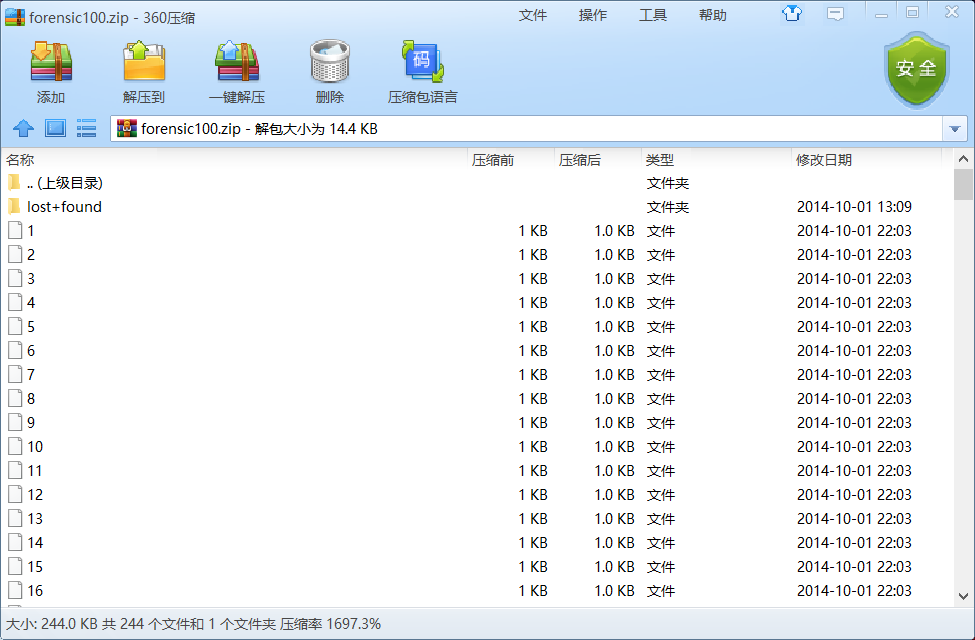 forensic100.zip - 360压缩 文件 操作 工具 帮助
添加 解压到 一键解压 删除 压缩包语言 安全
码
forensic100.zip - 解包大小为 14.4 KB
名称 压缩前 压缩后 类型 修改日期
.. (上级目录) 文件夹
lost+found 文件夹 2014-10-01 13:09
1 1 KB 1.0 KB 文件 2014-10-01 22:03
2 1 KB 1.0 KB 文件 2014-10-01 22:03
3 1 KB 1.0 KB 文件 2014-10-01 22:03
4 1 KB 1.0 KB 文件 2014-10-01 22:03
5 1 KB 1.0 KB 文件 2014-10-01 22:03
6 1 KB 1.0 KB 文件 2014-10-01 22:03
7 1 KB 1.0 KB 文件 2014-10-01 22:03
8 1 KB 1.0 KB 文件 2014-10-01 22:03
9 1 KB 1.0 KB 文件 2014-10-01 22:03
10 1 KB 1.0 KB 文件 2014-10-01 22:03
11 1 KB 1.0 KB 文件 2014-10-01 22:03
12 1 KB 1.0 KB 文件 2014-10-01 22:03
13 1 KB 1.0 KB 文件 2014-10-01 22:03
14 1 KB 1.0 KB 文件 2014-10-01 22:03
15 1 KB 1.0 KB 文件 2014-10-01 22:03
16 1 KB 1.0 KB 文件 2014-10-01 22:03
大小: 244.0 KB 共 244 个文件和 1 个文件夹 压缩率 1697.3%